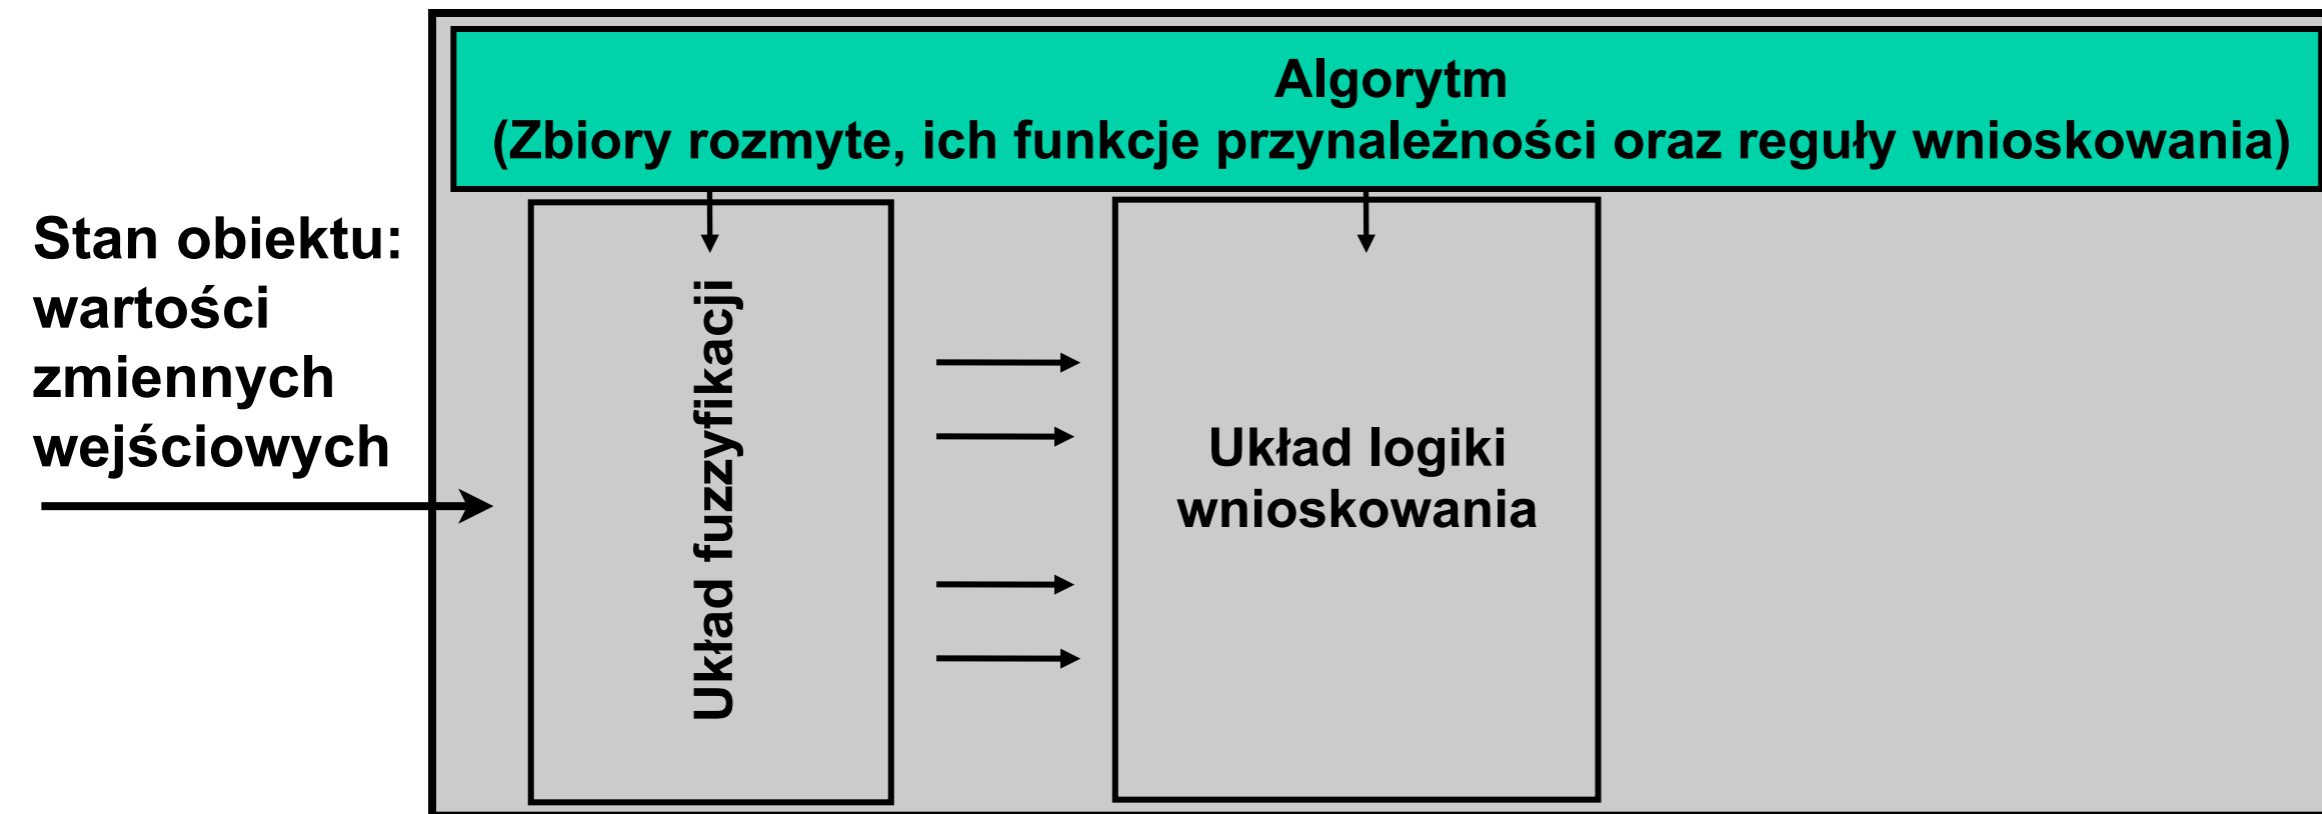 Algorytm
(Zbiory rozmyte, ich funkcje przynależności oraz reguły wnioskowania)
Stan obiektu:
wartości
zmiennych
wejściowych
Układ fuzzyfikacji
Układ logiki
wnioskowania